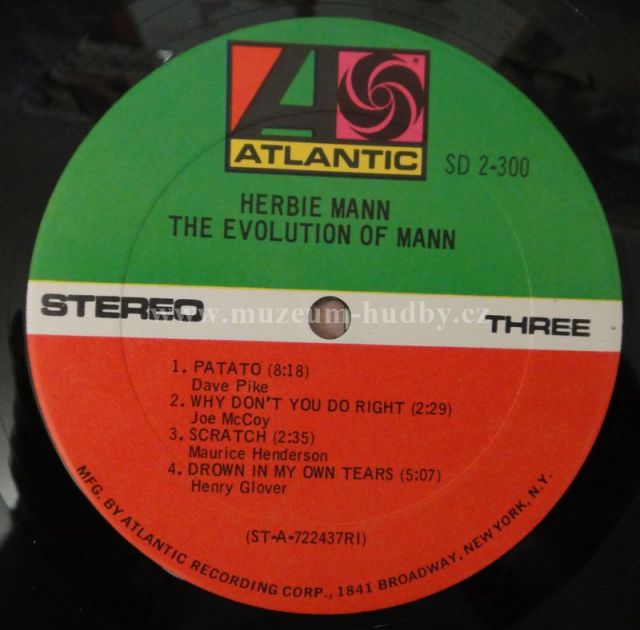 ATLANTIC
SD 2-300
HERBIE MANN
THE EVOLUTION OF MANN
STEREO
www.muzeum-hudby.cz
THREE
1. PATATO (8:18)
Dave Pike
2. WHY DON'T YOU DO RIGHT (2:29)
Joe McCoy
3. SCRATCH (2:35)
Maurice Henderson
4. DROWN IN MY OWN TEARS (5:07)
Henry Glover
(ST-A-722437RI)
MFG. BY ATLANTIC RECORDING CORP., 1841 BROADWAY, NEW YORK, N.Y.